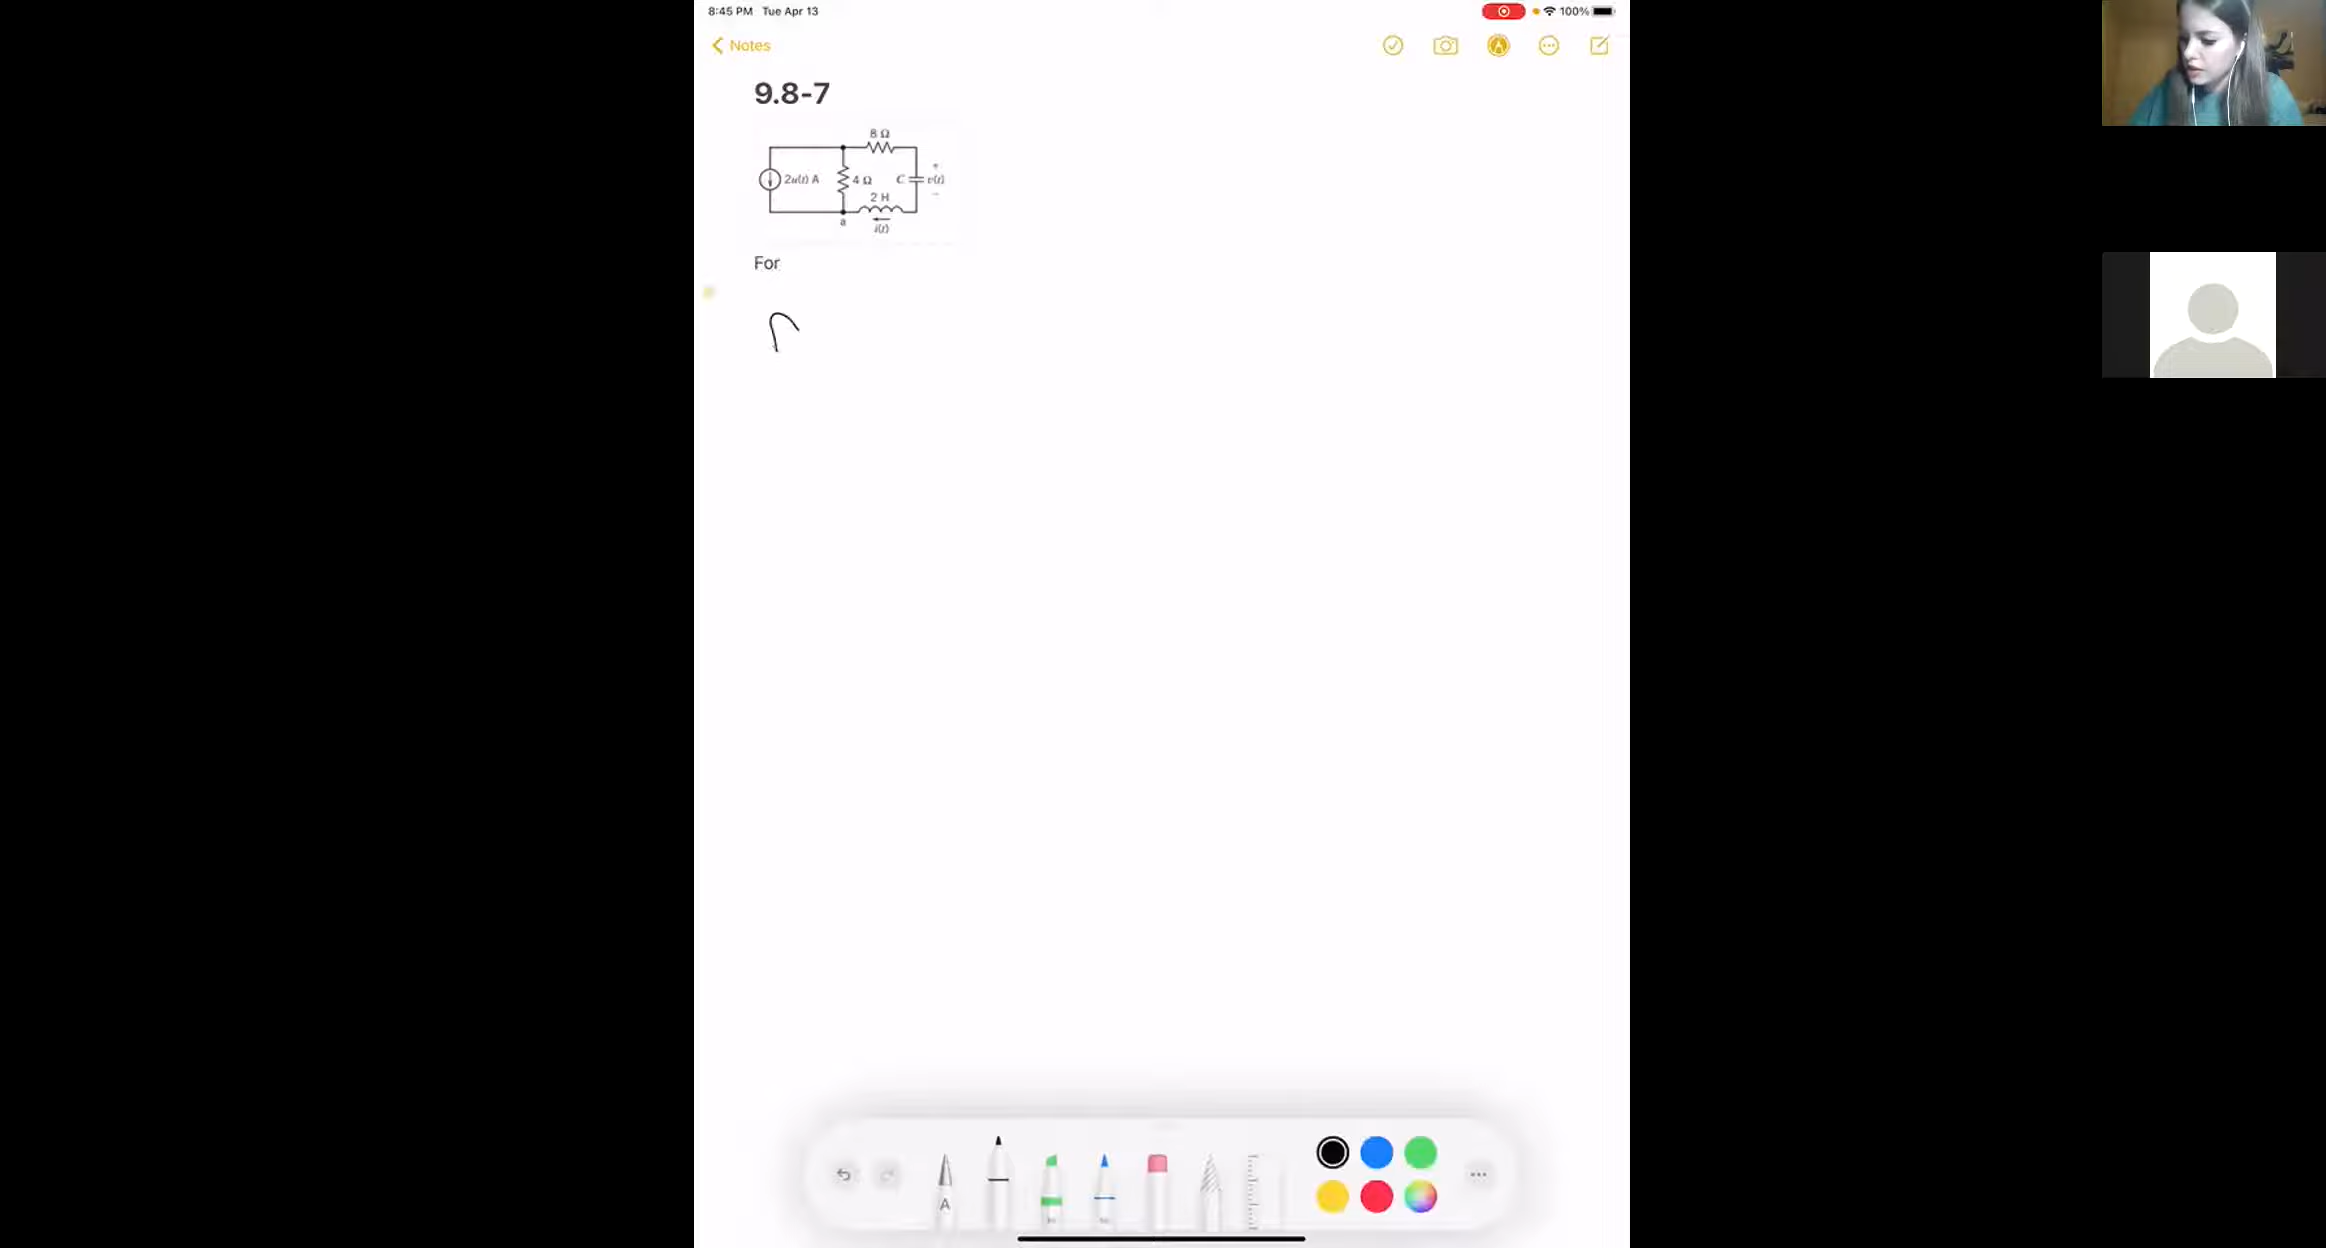 8:45 PM Tue Apr 13
100%
Notes
9.8-7
8 Ω
2u(t) A
4 Ω
C
+
v(t)
−
2 H
a
i(t)
For
A